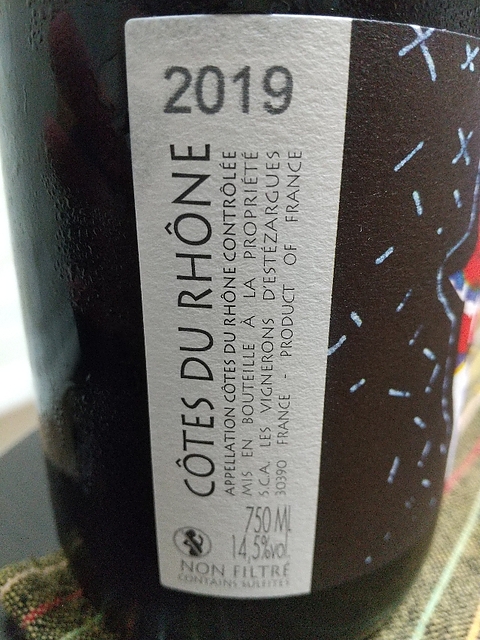 2019
CÔTES DU RHÔNE
APPELLATION CÔTES DU RHÔNE CONTRÔLÉE
MIS EN BOUTEILLE À LA PROPRIÉTÉ
S.C.A. LES VIGNERONS D'ESTÉZARGUES
30390 FRANCE - PRODUCT OF FRANCE
750 ML
14,5%vol.
NON FILTRÉ
CONTAINS SULFITES